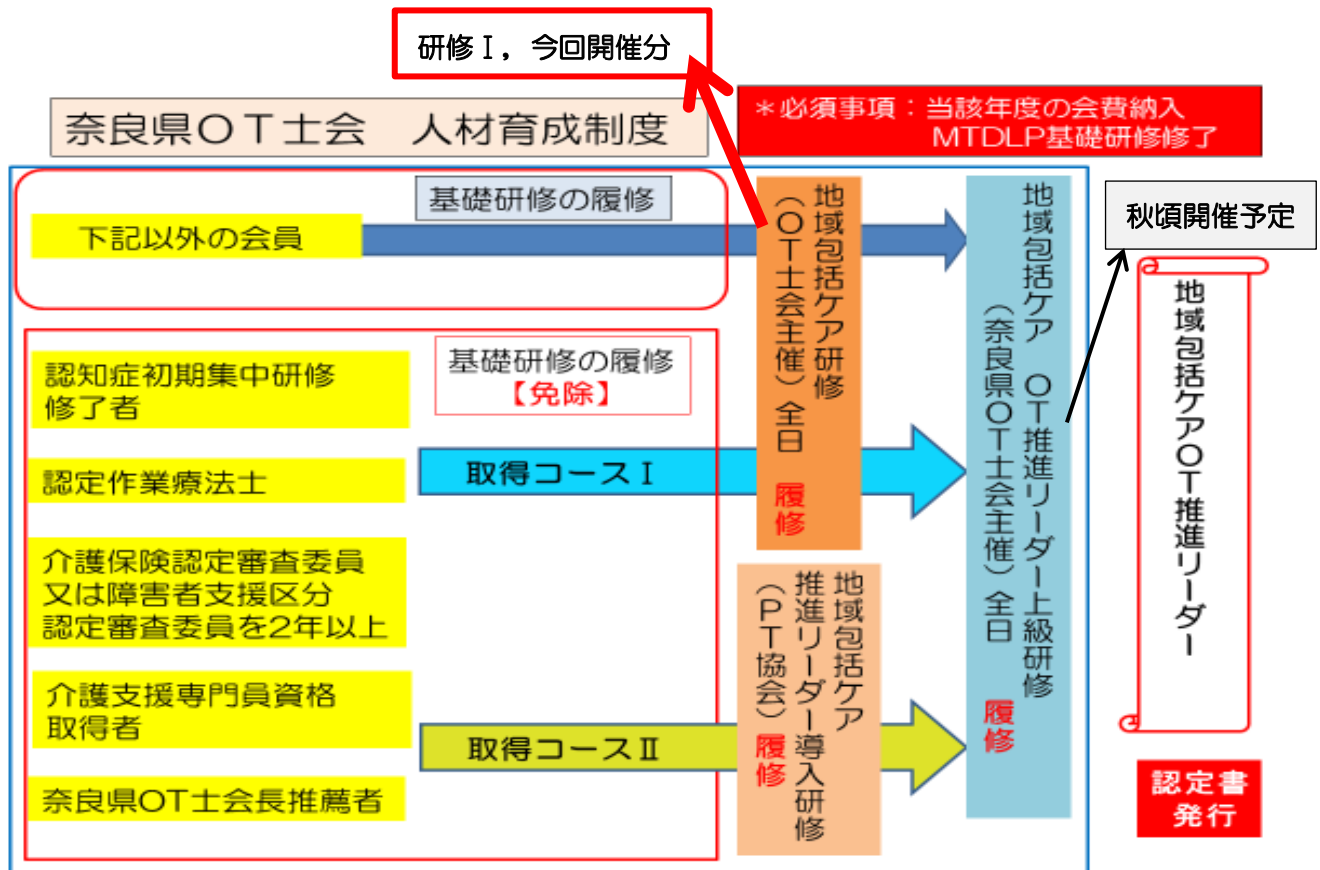 研修Ⅰ，今回開催分
奈良県ＯＴ士会　人材育成制度
＊必須事項：当該年度の会費納入
MTDLP基礎研修修了
基礎研修の履修
下記以外の会員
認知症初期集中研修
修了者
認定作業療法士
介護保険認定審査委員
又は障害者支援区分
認定審査委員を2年以上
介護支援専門員資格
取得者
奈良県OT士会長推薦者
基礎研修の履修
【免除】
取得コースⅠ
取得コースⅡ
地域包括ケア研修
（ＯＴ士会主催）全日　履修
地域包括ケア
推進リーダー導入研修
（ＰＴ協会）履修
地域包括ケア　ＯＴ推進リーダー上級研修
（奈良県ＯＴ士会主催）全日　履修
秋頃開催予定
地域包括ケアＯＴ推進リーダー
認定書
発行